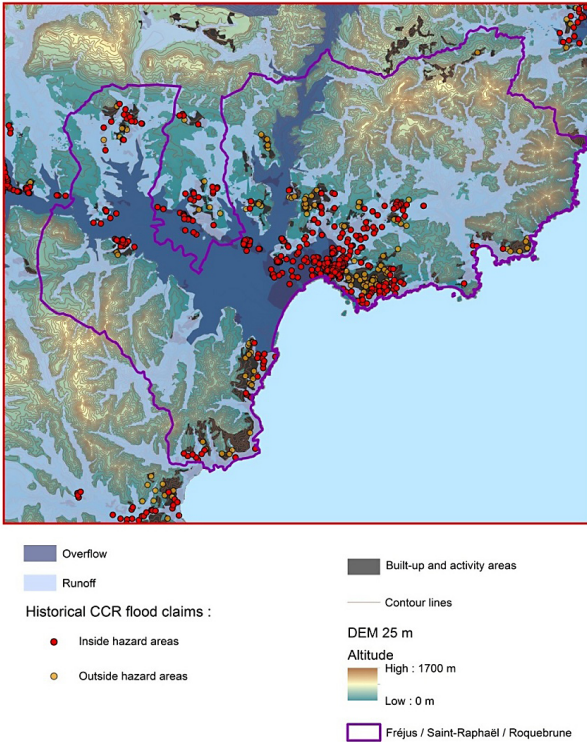 Overflow
Runoff
Historical CCR flood claims :
Inside hazard areas
Outside hazard areas
Built-up and activity areas
Contour lines
DEM 25 m
Altitude
High : 1700 m
Low : 0 m
Fréjus / Saint-Raphaël / Roquebrune